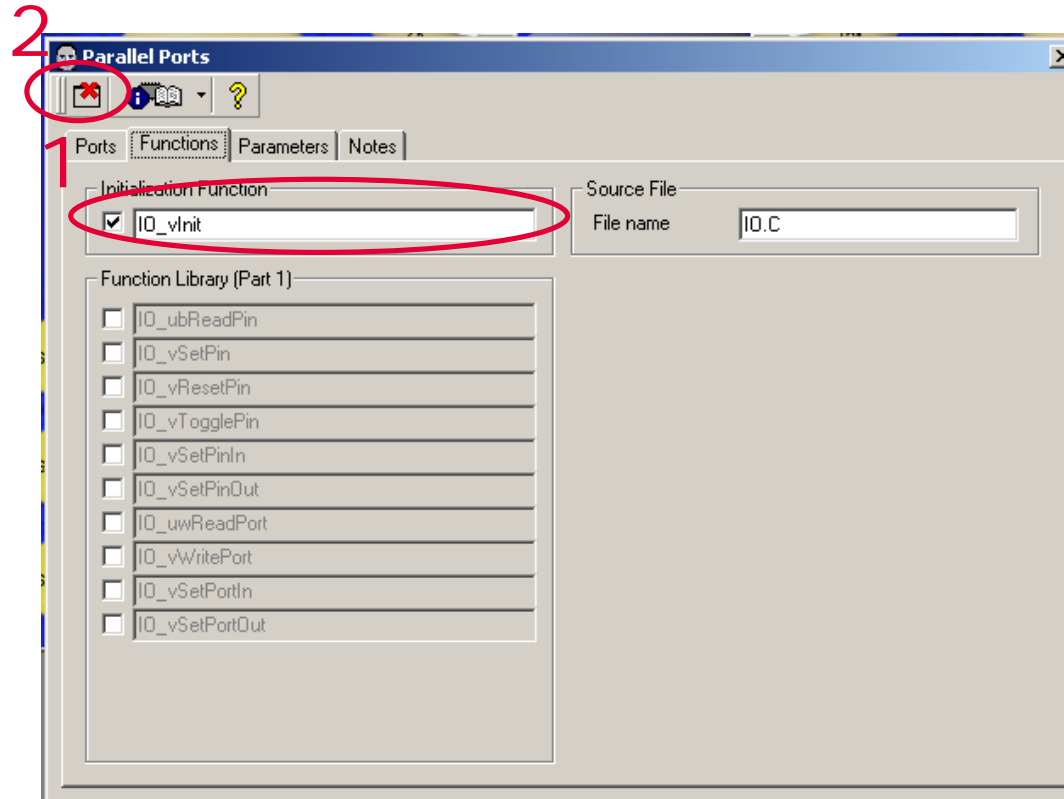 2
Parallel Ports
1
Ports Functions Parameters Notes
Initialization Function
IO_vInit
Source File
File name IO.C
Function Library (Part 1)
IO_ubReadPin
IO_vSetPin
IO_vResetPin
IO_vTogglePin
IO_vSetPinIn
IO_vSetPinOut
IO_uwReadPort
IO_vWritePort
IO_vSetPortIn
IO_vSetPortOut